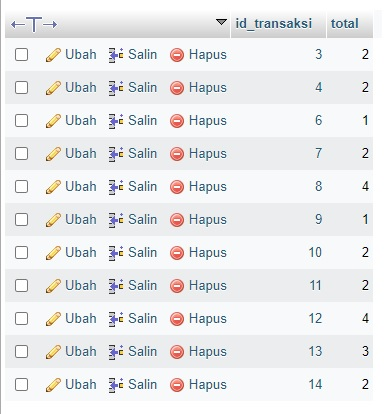 id_transaksi total
Ubah Salin Hapus 3 2
Ubah Salin Hapus 4 2
Ubah Salin Hapus 6 1
Ubah Salin Hapus 7 2
Ubah Salin Hapus 8 4
Ubah Salin Hapus 9 1
Ubah Salin Hapus 10 2
Ubah Salin Hapus 11 2
Ubah Salin Hapus 12 4
Ubah Salin Hapus 13 3
Ubah Salin Hapus 14 2